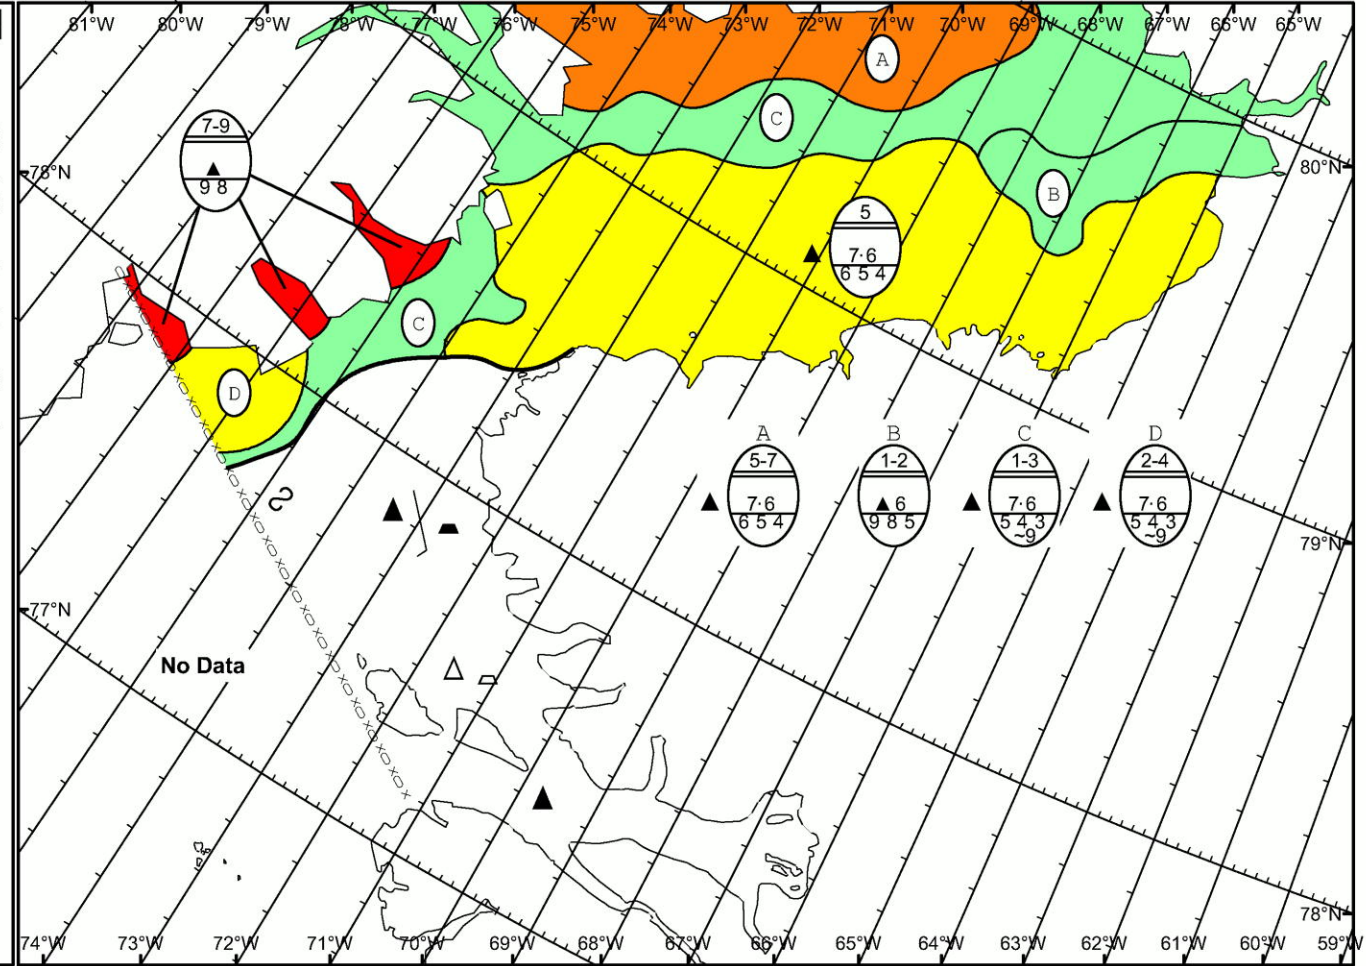 81°W 80°W 79°W 78°W 77°W 76°W 75°W 74°W 73°W 72°W 71°W 70°W 69°W 68°W 67°W 66°W 65°W
A
C
7-9
▲
9 8
78°N
80°N
B
5
▲ 7·6
6 5 4
C
D
A B C D
5-7 1-2 1-3 2-4
▲ 7·6 ▲ 6 ▲ 7·6 ▲ 7·6
6 5 4 9 8 5 5 4 3 5 4 3
~9 ~9
79°N
77°N
No Data
78°N
74°W 73°W 72°W 71°W 70°W 69°W 68°W 67°W 66°W 65°W 64°W 63°W 62°W 61°W 60°W 59°W